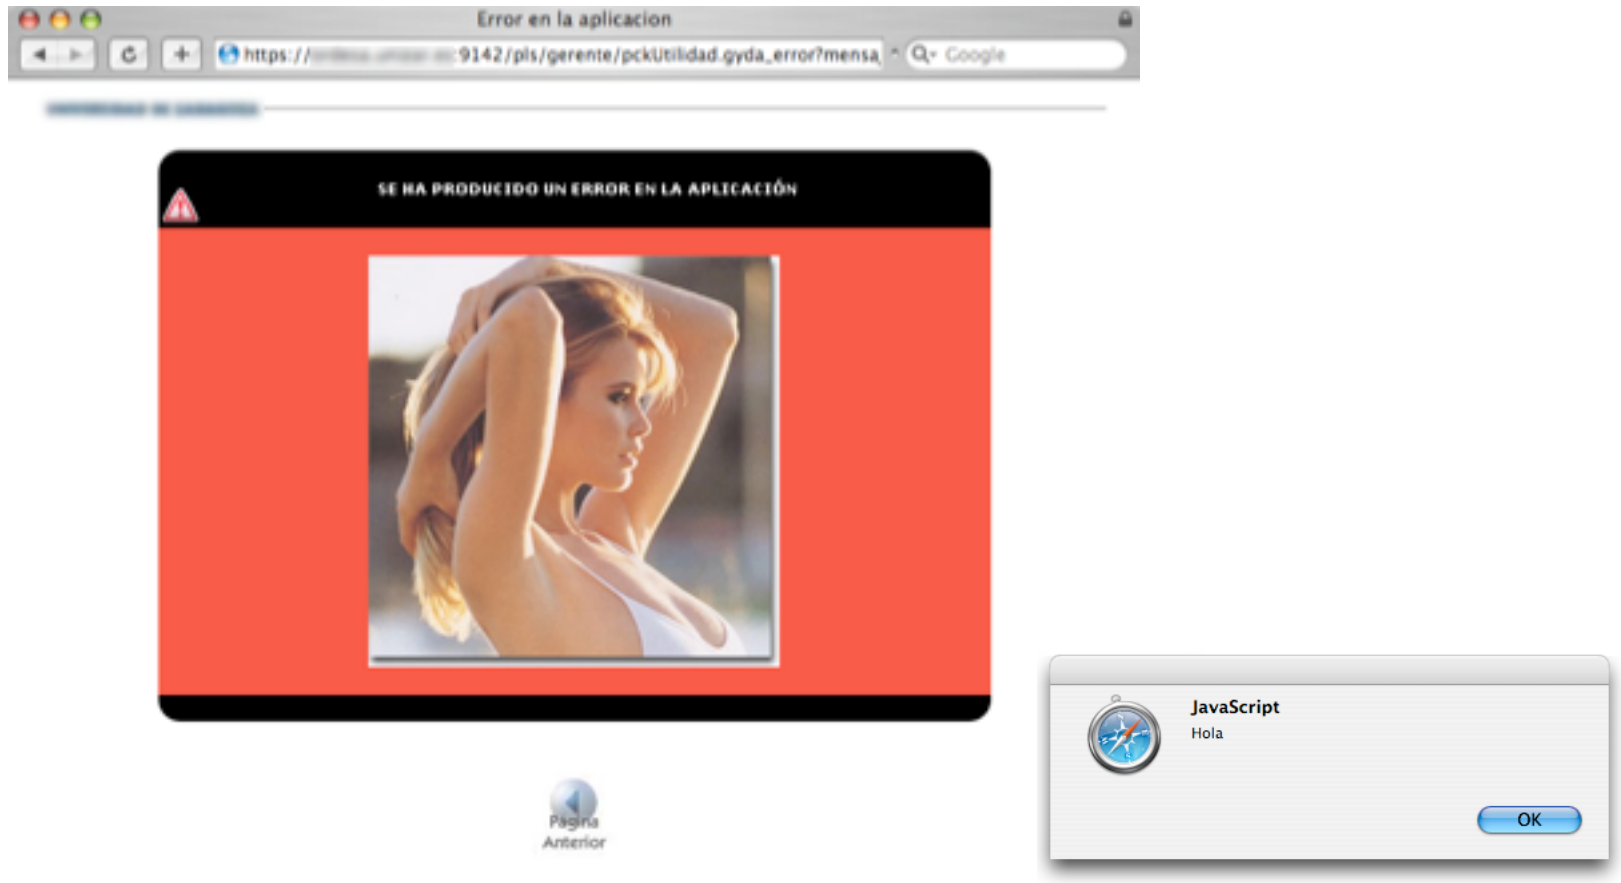 Error en la aplicacion
https:// :9142/pls/gerente/pckUtilidad.gyda_error?mensa
Google
SE HA PRODUCIDO UN ERROR EN LA APLICACIÓN
Página
Anterior
JavaScript
Hola
OK